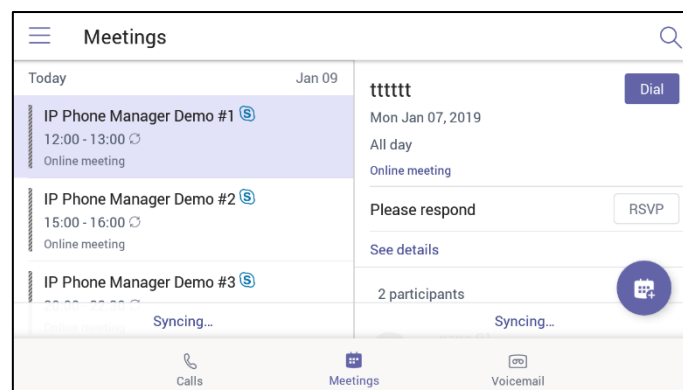 Meetings
Today Jan 09
IP Phone Manager Demo #1
12:00 - 13:00
Online meeting
IP Phone Manager Demo #2
15:00 - 16:00
Online meeting
IP Phone Manager Demo #3
Syncing...
tttttt
Dial
Mon Jan 07, 2019
All day
Online meeting
Please respond
RSVP
See details
2 participants
Syncing...
Calls
Meetings
Voicemail